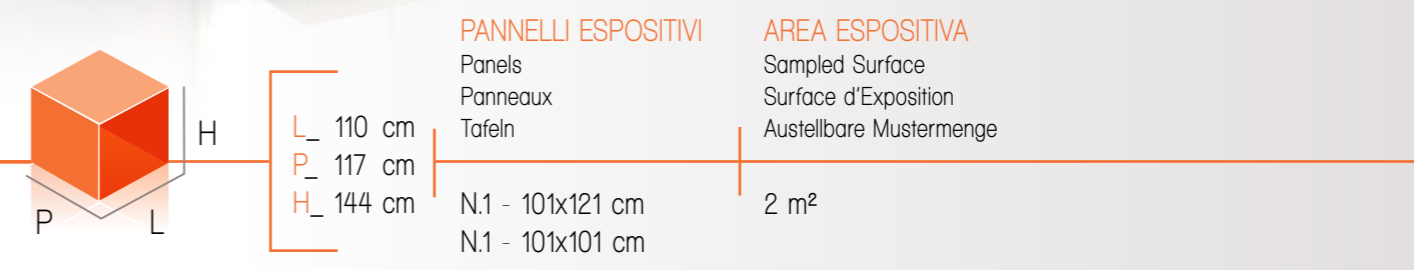 H
P
L
L_ 110 cm
P_ 117 cm
H_ 144 cm
PANNELLI ESPOSITIVI
Panels
Panneaux
Tafeln
N.1 - 101x121 cm
N.1 - 101x101 cm
AREA ESPOSITIVA
Sampled Surface
Surface d'Exposition
Austellbare Mustermenge
2 m²